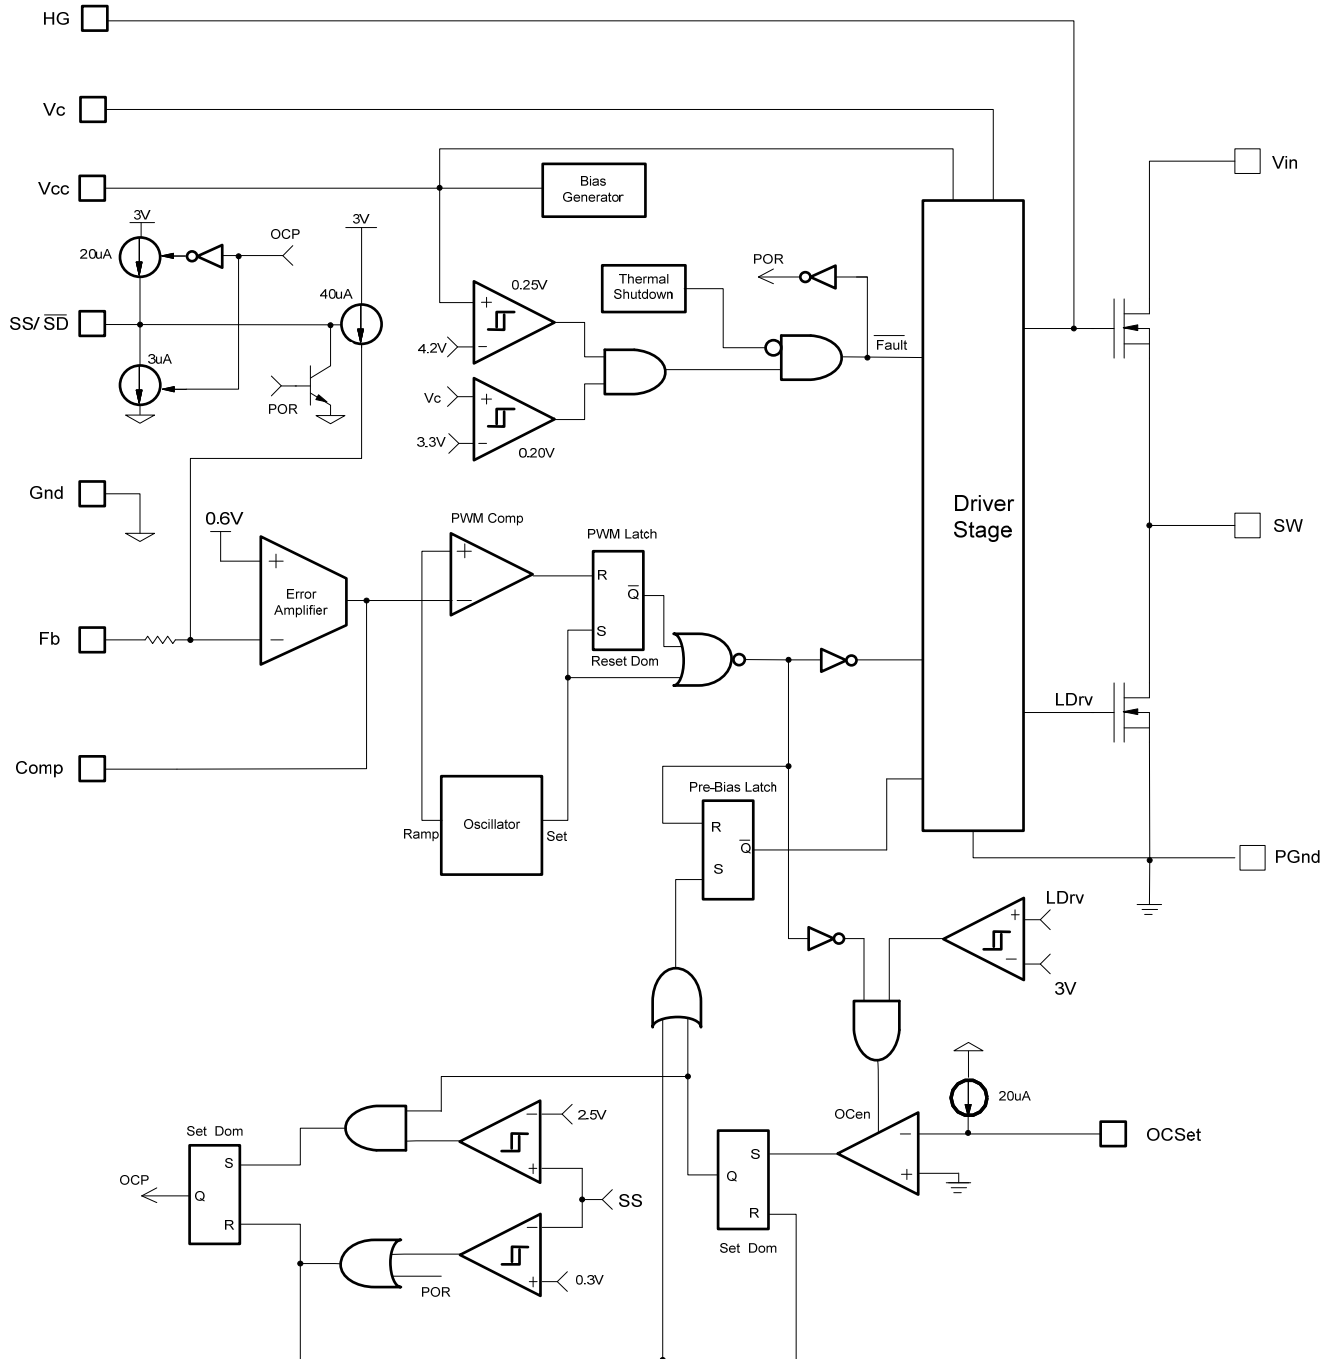 HG
Vc
Vcc
Bias
Generator
Vin
3V
20uA
OCP
3V
40uA
SS/ SD
3uA
POR
0.25V
4.2V
Vc
3.3V
0.20V
Thermal
Shutdown
POR
Fault
Driver
Stage
SW
Gnd
0.6V
Error
Amplifier
Fb
Comp
PWM Comp
PWM Latch
R
Q
S
Reset Dom
LDrv
Ramp
Oscillator
Set
Pre-Bias Latch
R
Q
S
PGnd
LDrv
3V
20uA
OCen
OCSet
2.5V
SS
0.3V
Set Dom
S
Q
R
OCP
POR
S
Q
R
Set Dom
+
−
+
−
+
−
+
−
+
−
−
+
−
+
−
+